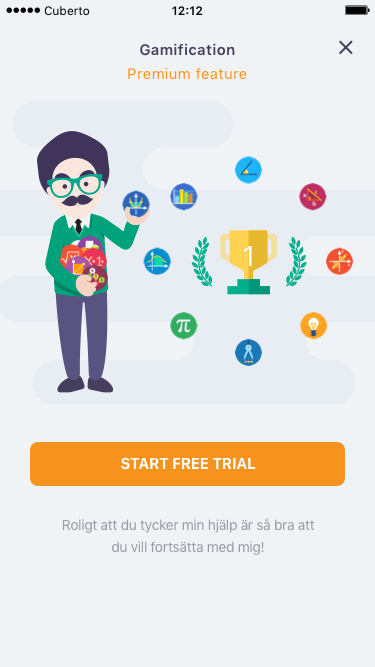 Cuberto 12:12
Gamification
Premium feature
1
π
START FREE TRIAL
Roligt att du tycker min hjälp är så bra att
du vill fortsätta med mig!